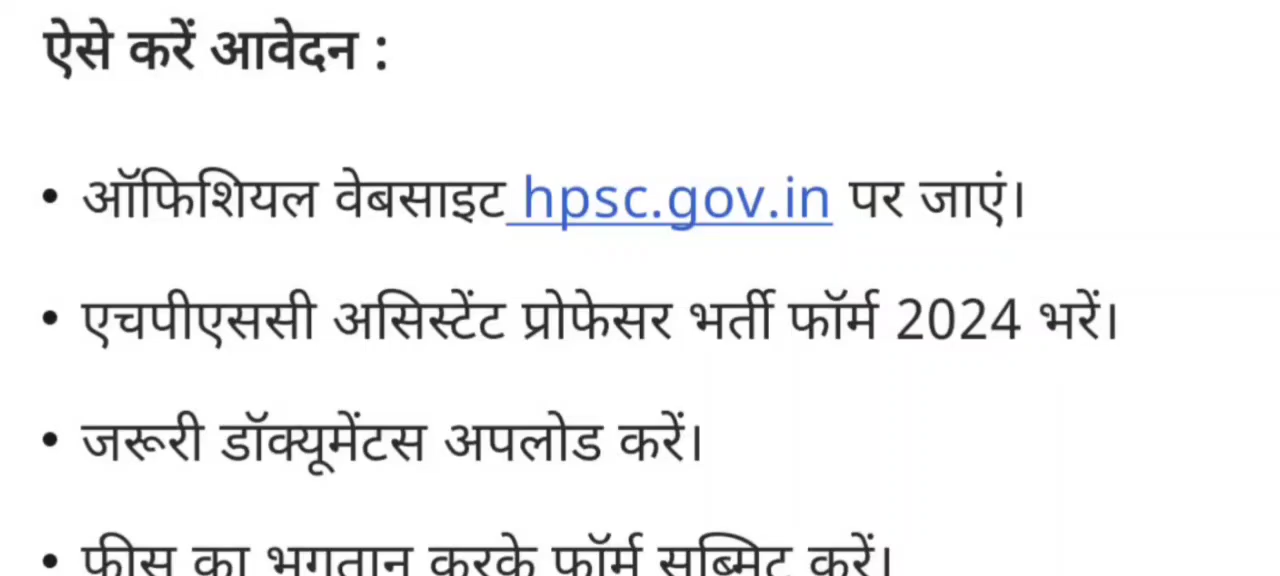 ऐसे करें आवेदन :
• ऑफिशियल वेबसाइट hpsc.gov.in पर जाएं।
• एचपीएससी असिस्टेंट प्रोफेसर भर्ती फॉर्म 2024 भरें।
• जरूरी डॉक्यूमेंटस अपलोड करें।
• फीस का भुगतान करके फॉर्म सब्मिट करें।